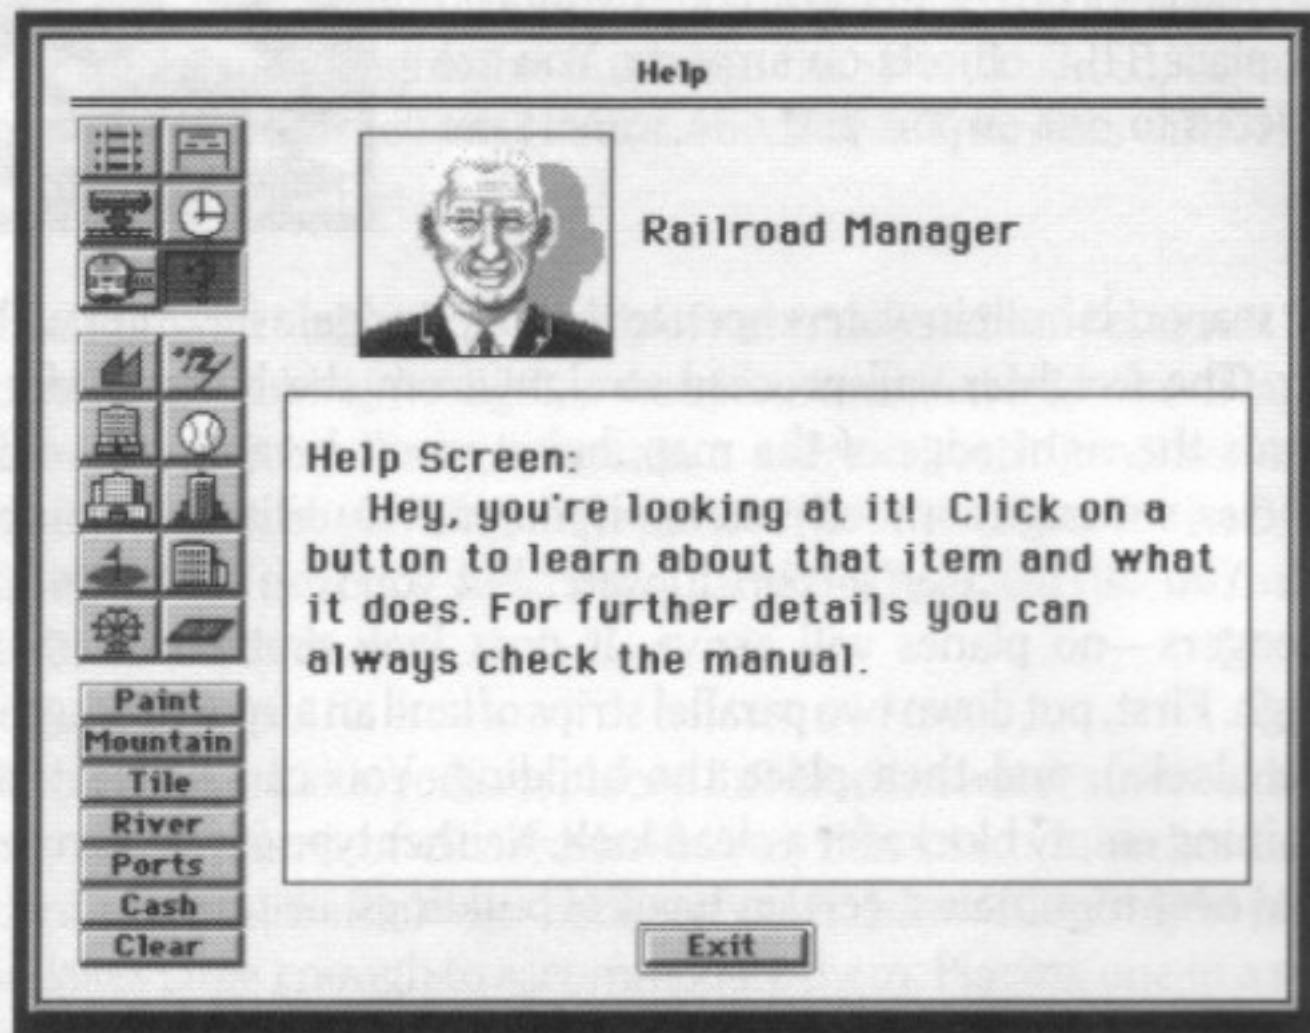 Help
Railroad Manager
Help Screen:
Hey, you're looking at it! Click on a
button to learn about that item and what
it does. For further details you can
always check the manual.
Paint
Mountain
Tile
River
Ports
Cash
Clear
Exit